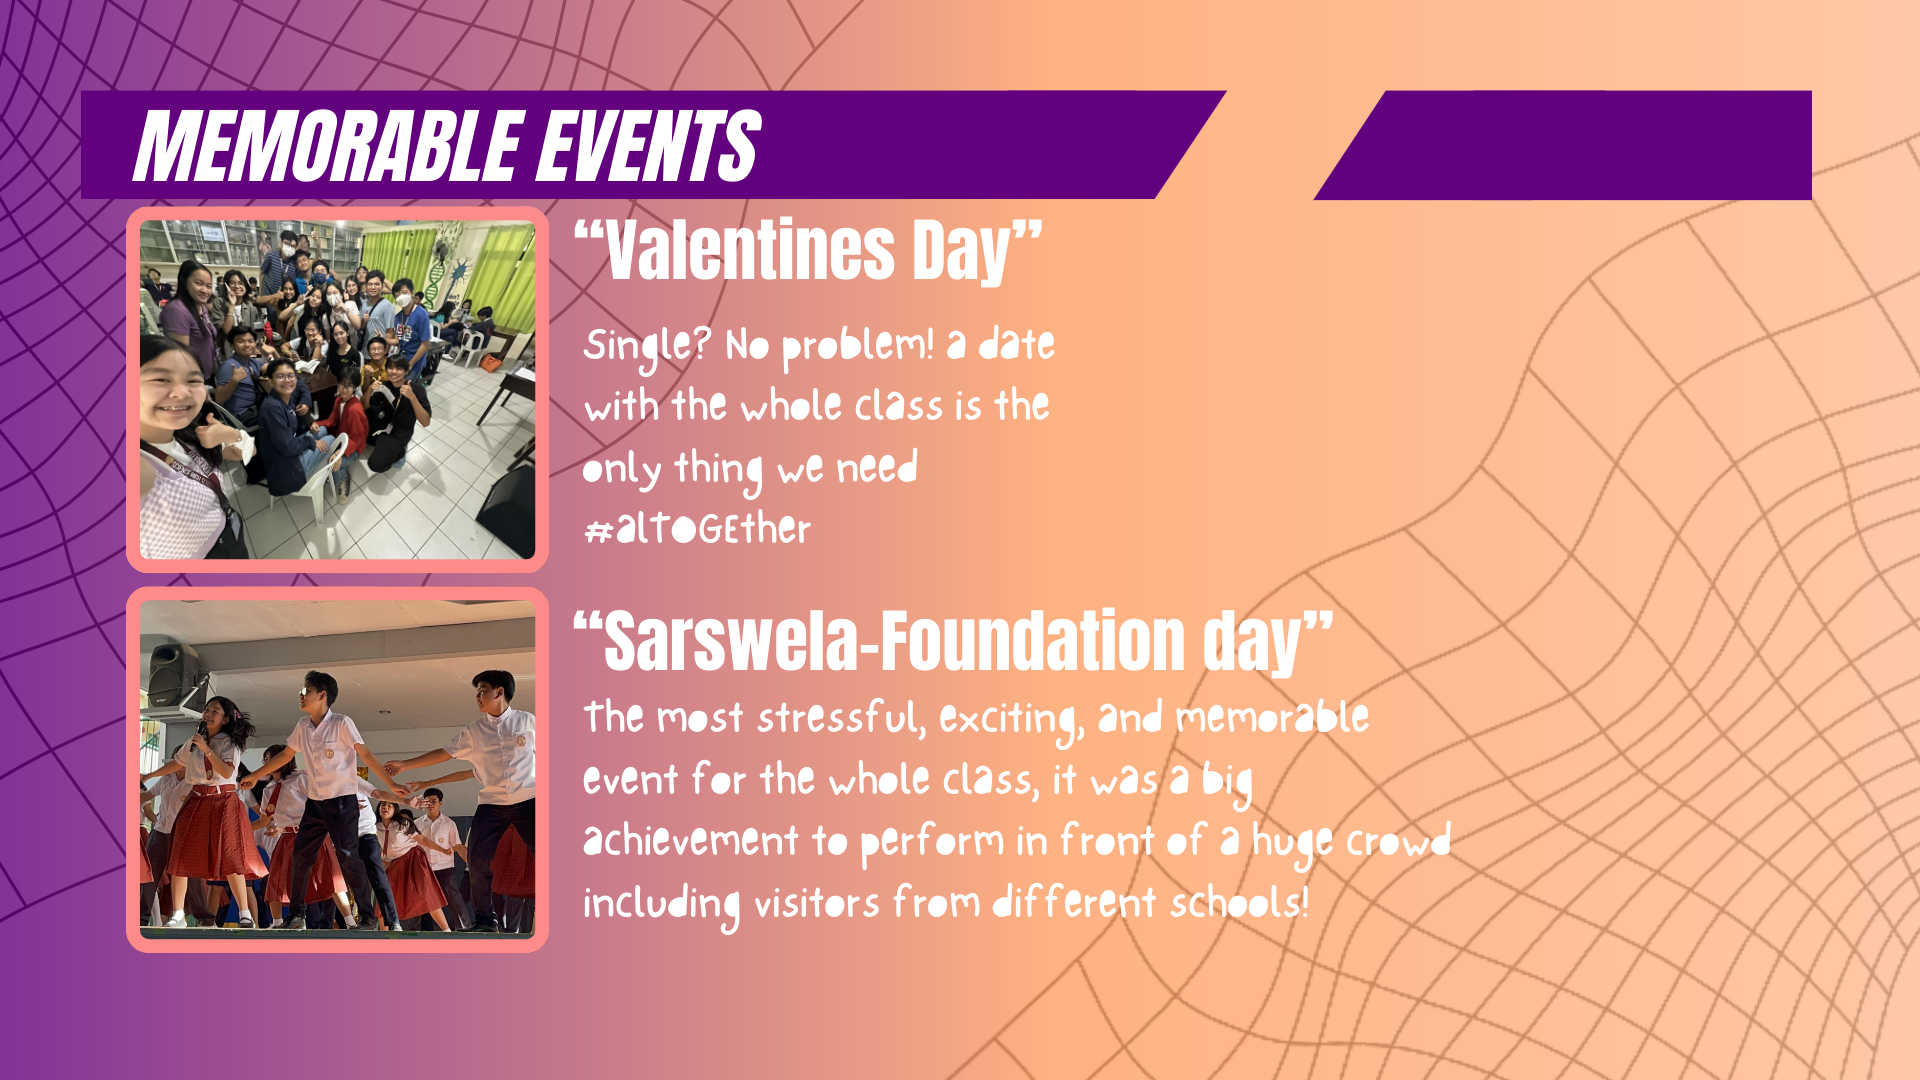 MEMORABLE EVENTS
“Valentines Day”
Single? No problem! a date
with the whole class is the
only thing we need
#alTOGEther
“Sarswela-Foundation day”
The most stressful, exciting, and memorable
event for the whole class, it was a big
achievement to perform in front of a huge crowd
including visitors from different schools!